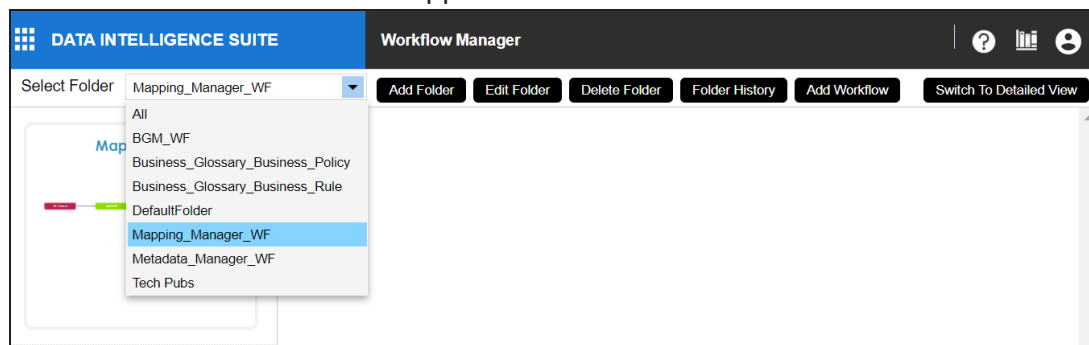 DATA INTELLIGENCE SUITE
Workflow Manager
Select Folder
Mapping_Manager_WF
Add Folder
Edit Folder
Delete Folder
Folder History
Add Workflow
Switch To Detailed View
All
BGM_WF
Business_Glossary_Business_Policy
Business_Glossary_Business_Rule
DefaultFolder
Mapping_Manager_WF
Metadata_Manager_WF
Tech Pubs
Map